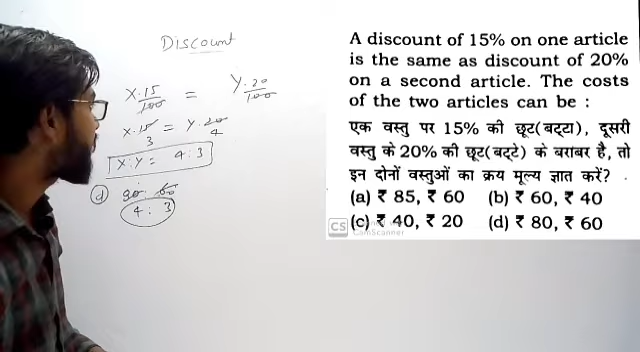 Discount
X·15/100 = Y·20/100
X·15 = Y·20
3 4
X:Y = 4:3
(d) 80: 60
4 : 3
A discount of 15% on one article
is the same as discount of 20%
on a second article. The costs
of the two articles can be :
एक वस्तु पर 15% की छूट(बट्टा), दूसरी
वस्तु के 20% की छूट(बट्टे) के बराबर है, तो
इन दोनों वस्तुओं का क्रय मूल्य ज्ञात करें?
(a) ₹ 85, ₹ 60 (b) ₹ 60, ₹ 40
(c) ₹ 40, ₹ 20 (d) ₹ 80, ₹ 60
CS CamScanner